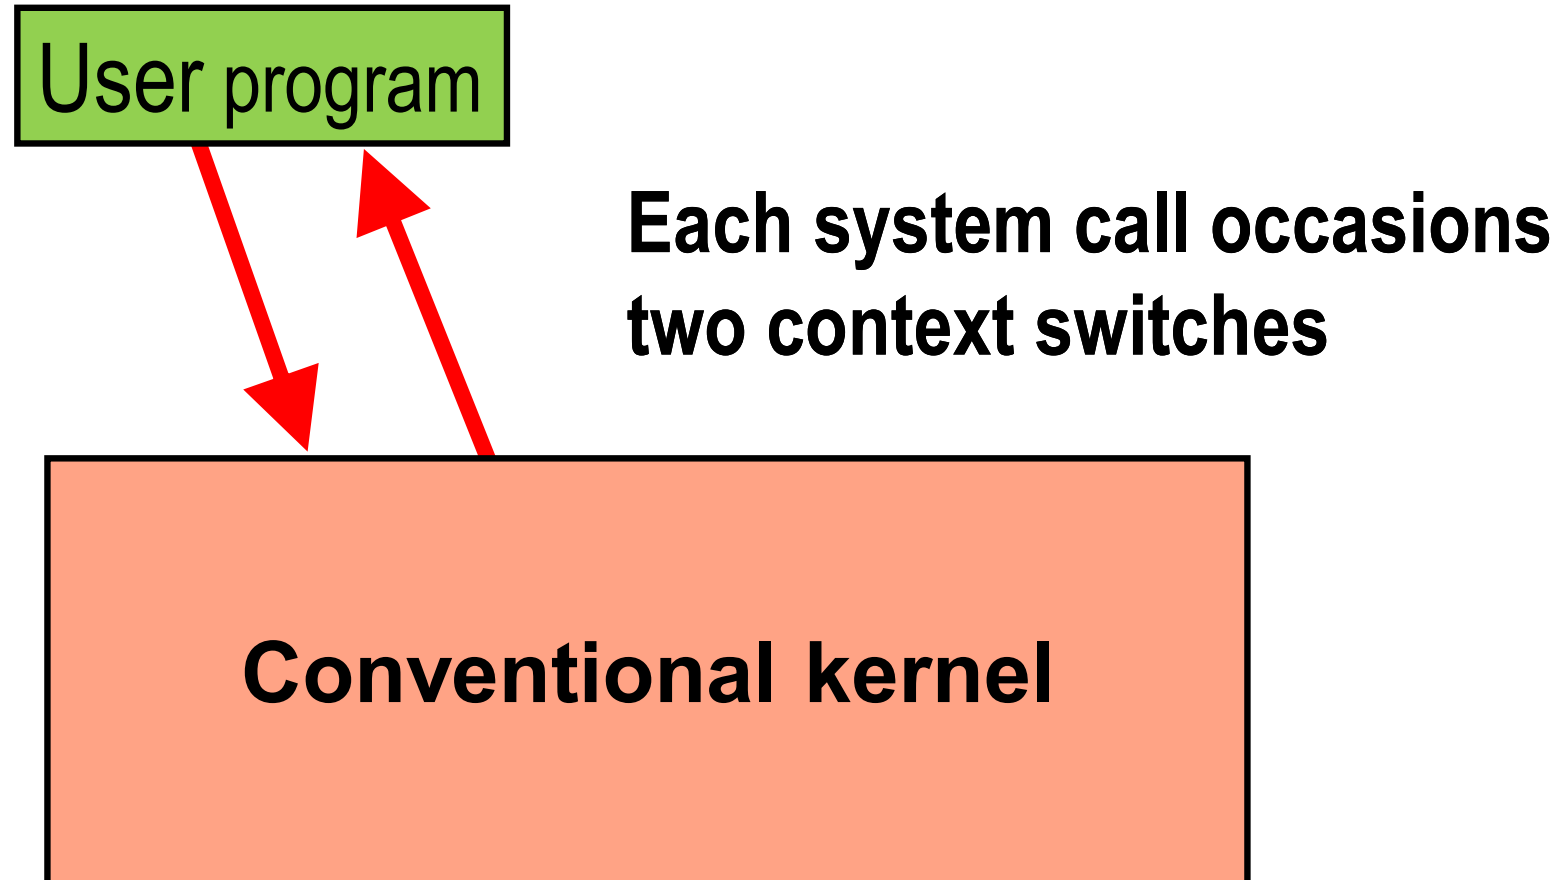 User program
Each system call occasions
two context switches
Conventional kernel